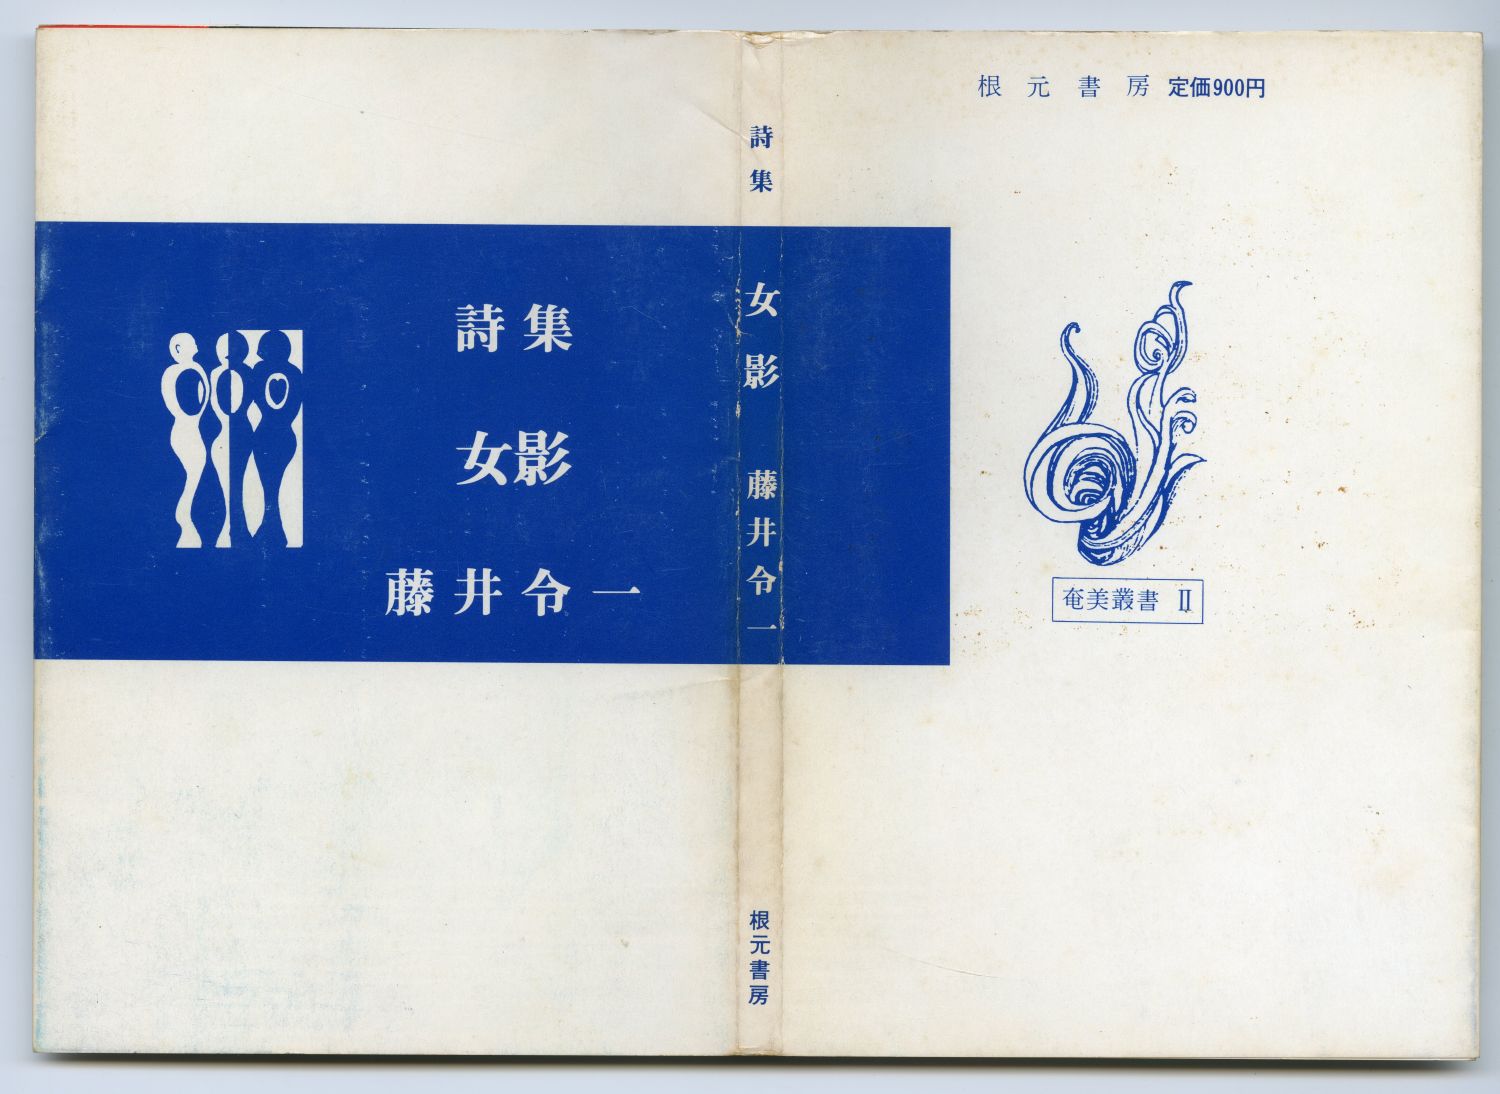 詩集
女影
藤井令一
詩集 女影 藤井令一 根元書房
根元書房 定価900円
奄美叢書 Ⅱ